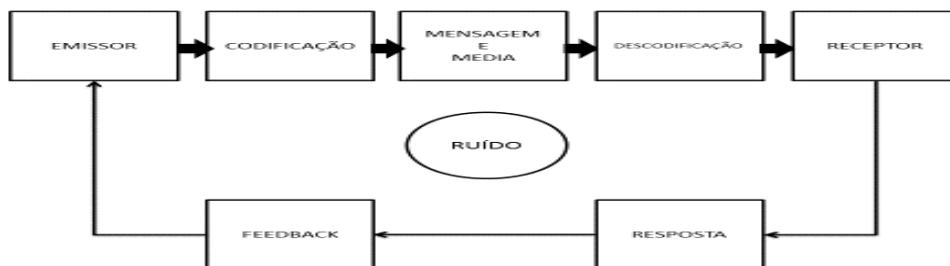 EMISSOR
CODIFICAÇÃO
MENSAGEM
E
MEDIA
DESCODIFICAÇÃO
RECEPTOR
RUÍDO
FEEDBACK
RESPOSTA